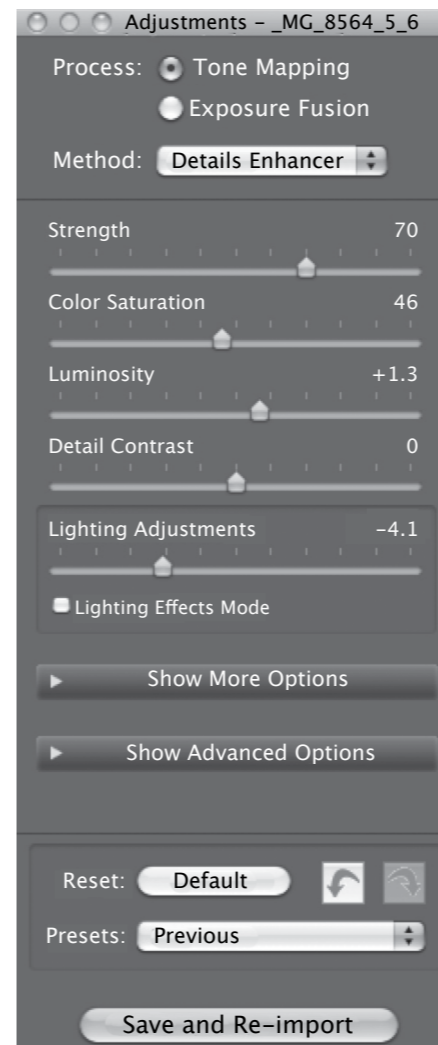 Adjustments – _MG_8564_5_6
Process: Tone Mapping
Exposure Fusion
Method: Details Enhancer
Strength 70
Color Saturation 46
Luminosity +1.3
Detail Contrast 0
Lighting Adjustments -4.1
Lighting Effects Mode
Show More Options
Show Advanced Options
Reset: Default
Presets: Previous
Save and Re-import